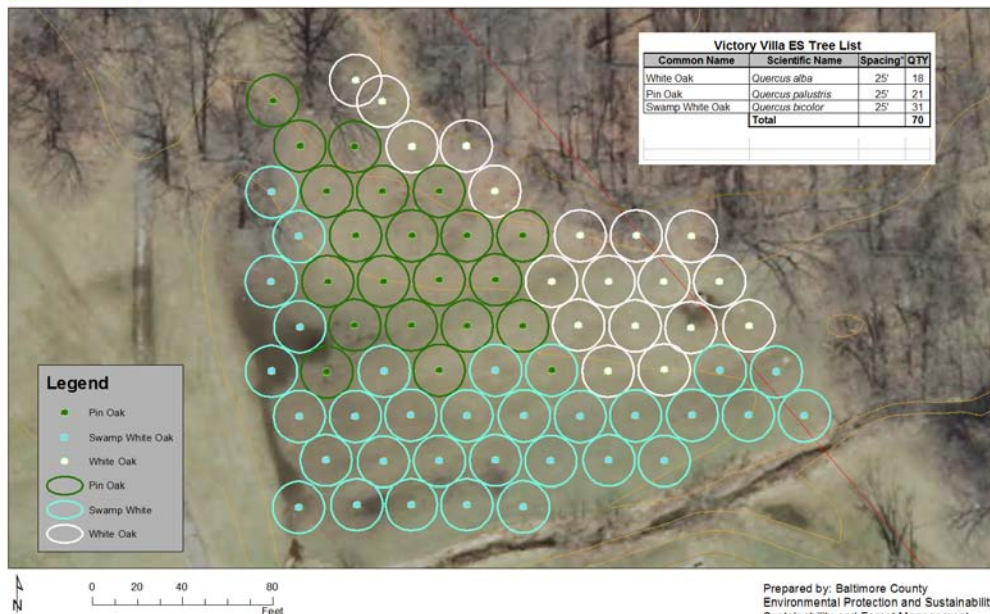 Victory Villa ES Tree List
Common Name Scientific Name Spacing* QTY
White Oak Quercus alba 25' 18
Pin Oak Quercus palustris 25' 21
Swamp White Oak Quercus bicolor 25' 31
Total 70
Legend
Pin Oak
Swamp White Oak
White Oak
Pin Oak
Swamp White
White Oak
N
0 20 40 80
Feet
Prepared by: Baltimore County
Environmental Protection and Sustainabilit